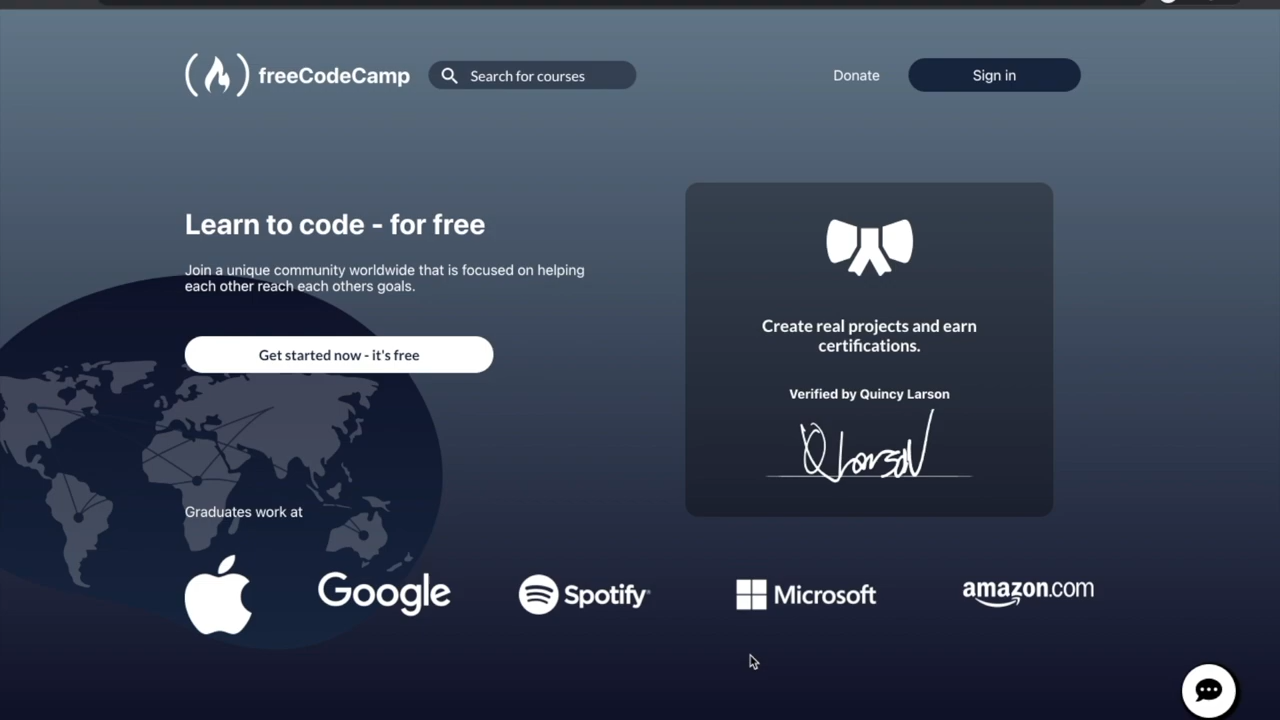 freeCodeCamp
Search for courses
Donate
Sign in
Learn to code - for free
Join a unique community worldwide that is focused on helping
each other reach each others goals.
Get started now - it's free
Create real projects and earn
certifications.
Verified by Quincy Larson
QLarson
Graduates work at
Google
Spotify
Microsoft
amazon.com